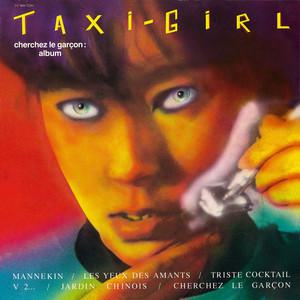 TAXI-GIRL
cherchez le garçon:
album
MANNEKIN / LES YEUX DES AMANTS / TRISTE COCKTAIL
V 2... / JARDIN CHINOIS / CHERCHEZ LE GARÇON